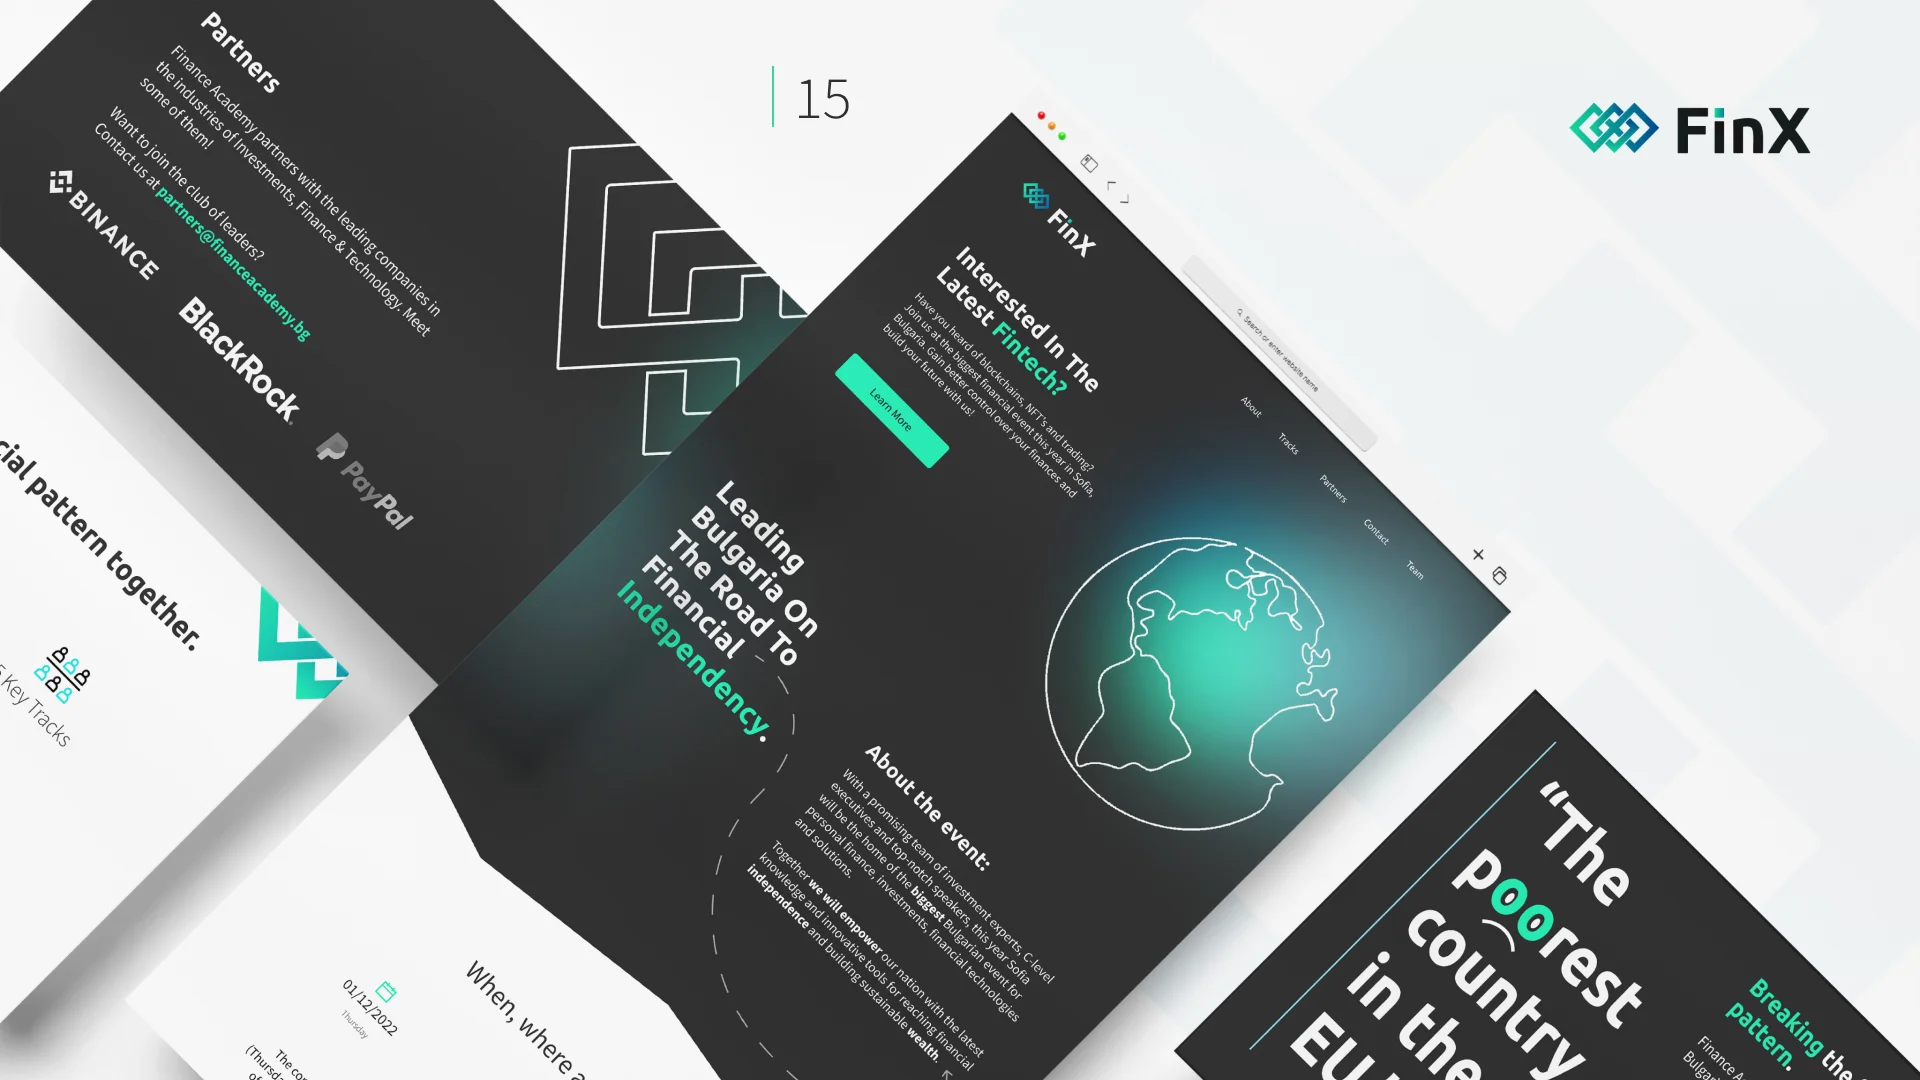 15
FinX
Partners
Finance Academy partners with the leading companies in
the industries of Investments, Finance & Technology. Meet
some of them!
Want to join the club of leaders?
Contact us at partners@financeacademy.bg
BINANCE
BlackRock.
PayPal
cial pattern together.
Key Tracks
Search or enter website name
FinX
About
Tracks
Partners
Contact
Team
Interested In The
Latest Fintech?
Have you heard of blockchains, NFT's and trading?
Join us at the biggest financial event this year in Sofia,
Bulgaria. Gain better control over your finances and
build your future with us!
Learn More
Leading
Bulgaria On
The Road To
Financial
Independency.
About the event:
With a promising team of investment experts, C-level
executives and top-notch speakers, this year Sofia
will be the home of the biggest Bulgarian event for
personal finance, investments, financial technologies
and solutions.
Together we will empower our nation with the latest
knowledge and innovative tools for reaching financial
independence and building sustainable wealth.
When, where a
01/12/2022
Thursday
The co
(Thursd
of
“The
poorest
country
in the
EU
Breaking the
pattern.
Finance A
Bulga